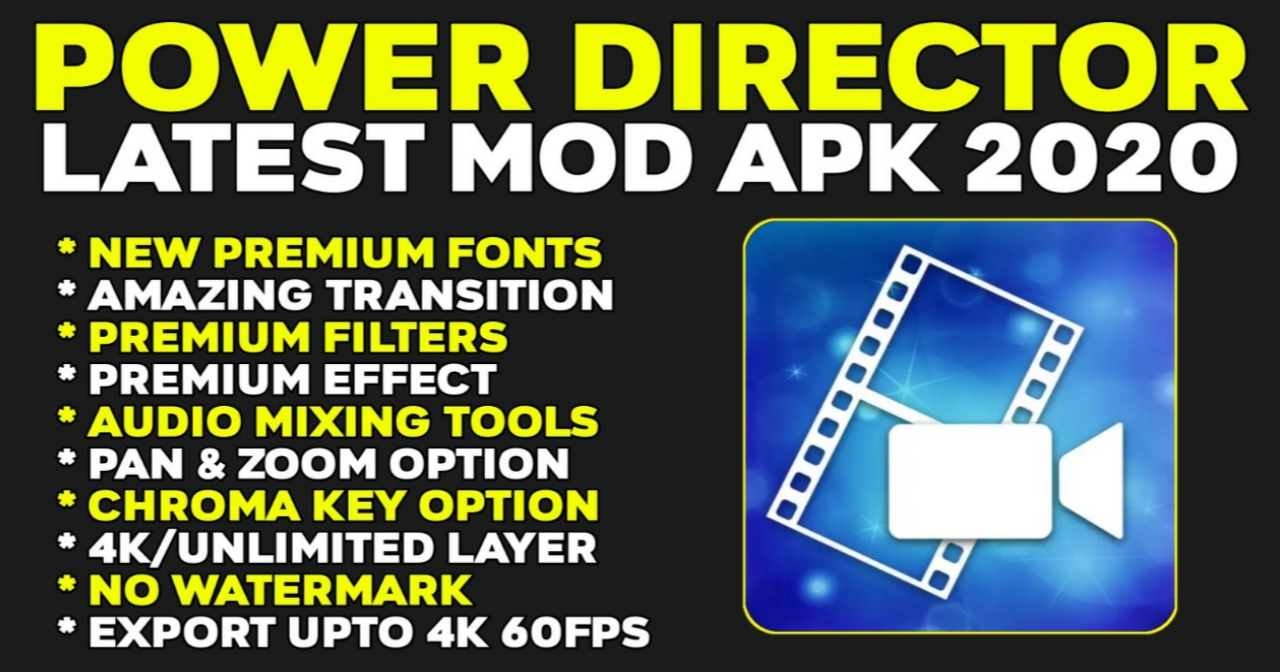 POWER DIRECTOR
LATEST MOD APK 2020
* NEW PREMIUM FONTS
* AMAZING TRANSITION
* PREMIUM FILTERS
* PREMIUM EFFECT
* AUDIO MIXING TOOLS
* PAN & ZOOM OPTION
* CHROMA KEY OPTION
* 4K/UNLIMITED LAYER
* NO WATERMARK
* EXPORT UPTO 4K 60FPS